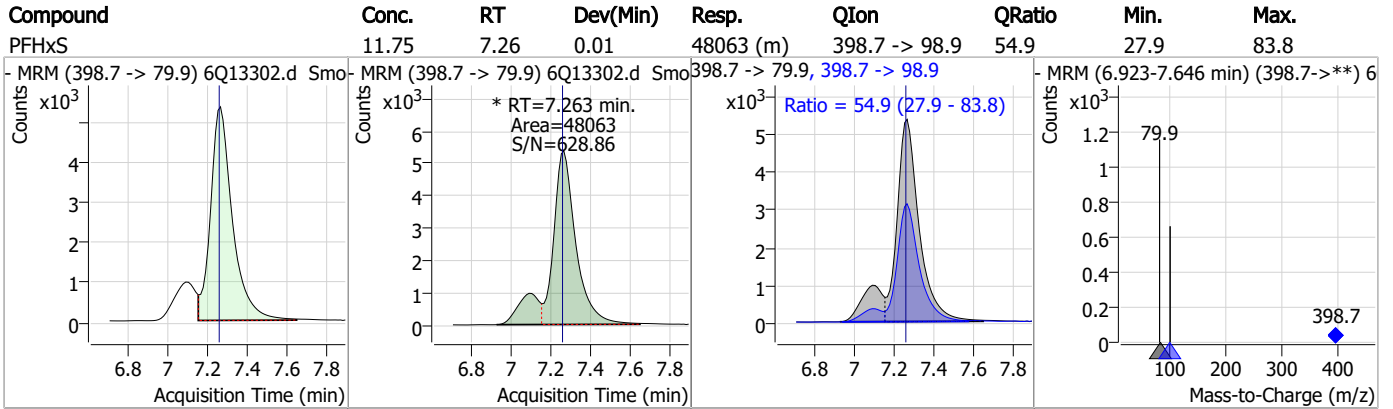 Compound Conc. RT Dev(Min) Resp. QIon QRatio Min. Max.
PFHxS 11.75 7.26 0.01 48063 (m) 398.7 -> 98.9 54.9 27.9 83.8
- MRM (398.7 -> 79.9) 6Q13302.d Smo
Counts
x10³
4
3
2
1
0
6.8 7 7.2 7.4 7.6 7.8
Acquisition Time (min)
- MRM (398.7 -> 79.9) 6Q13302.d Smo
Counts
x10³
* RT=7.263 min.
Area=48063
S/N=628.86
6
5
4
3
2
1
0
6.8 7 7.2 7.4 7.6 7.8
Acquisition Time (min)
398.7 -> 79.9, 398.7 -> 98.9
x10³
Ratio = 54.9 (27.9 - 83.8)
5
4
3
2
1
0
6.8 7 7.2 7.4 7.6 7.8
Acquisition Time (min)
- MRM (6.923-7.646 min) (398.7->**) 6
Counts
x10³
79.9
1.2
1
0.8
0.6
0.4
0.2
0
398.7
100 200 300 400
Mass-to-Charge (m/z)